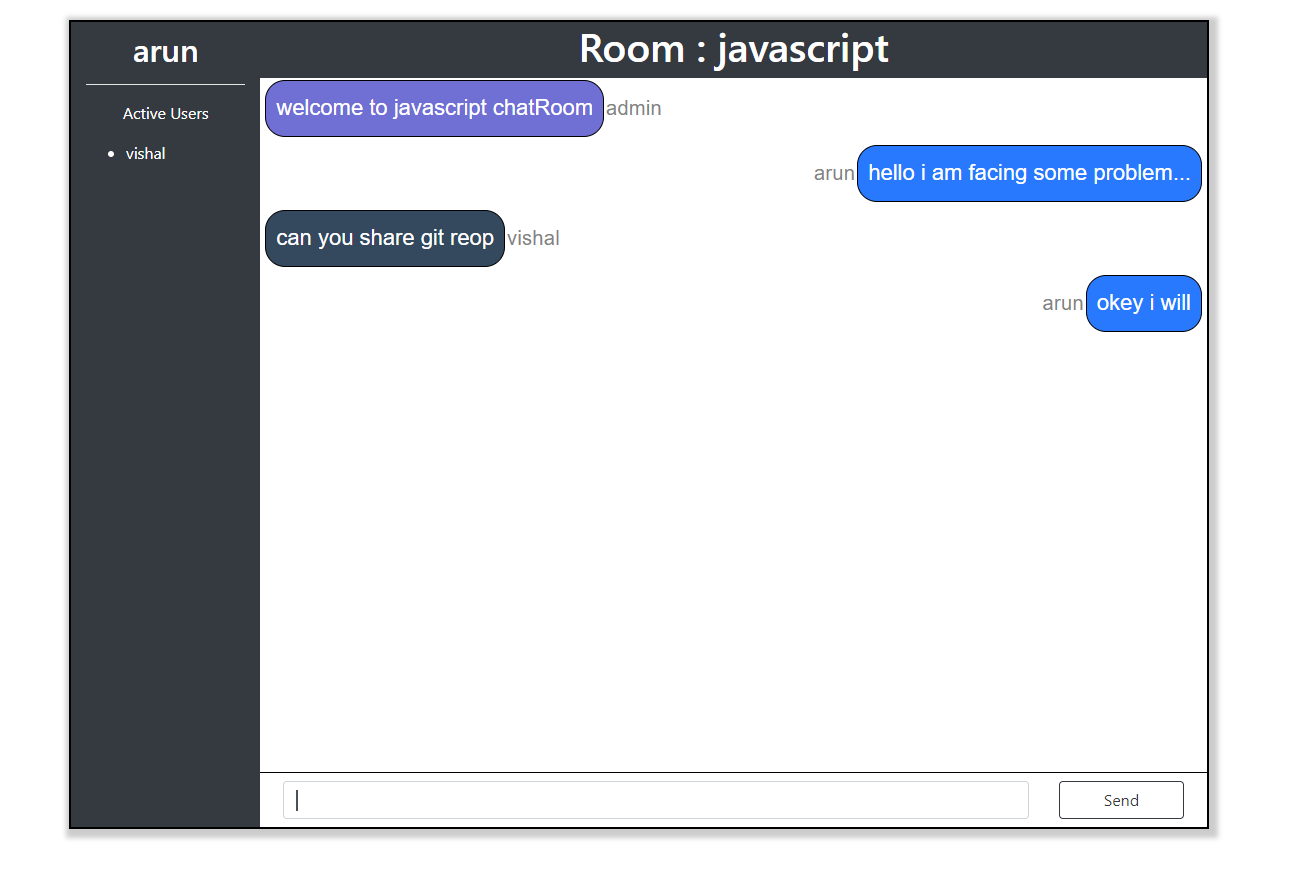 arun
Room : javascript
Active Users
vishal
welcome to javascript chatRoom admin
arun hello i am facing some problem...
can you share git reop vishal
arun okey i will
Send